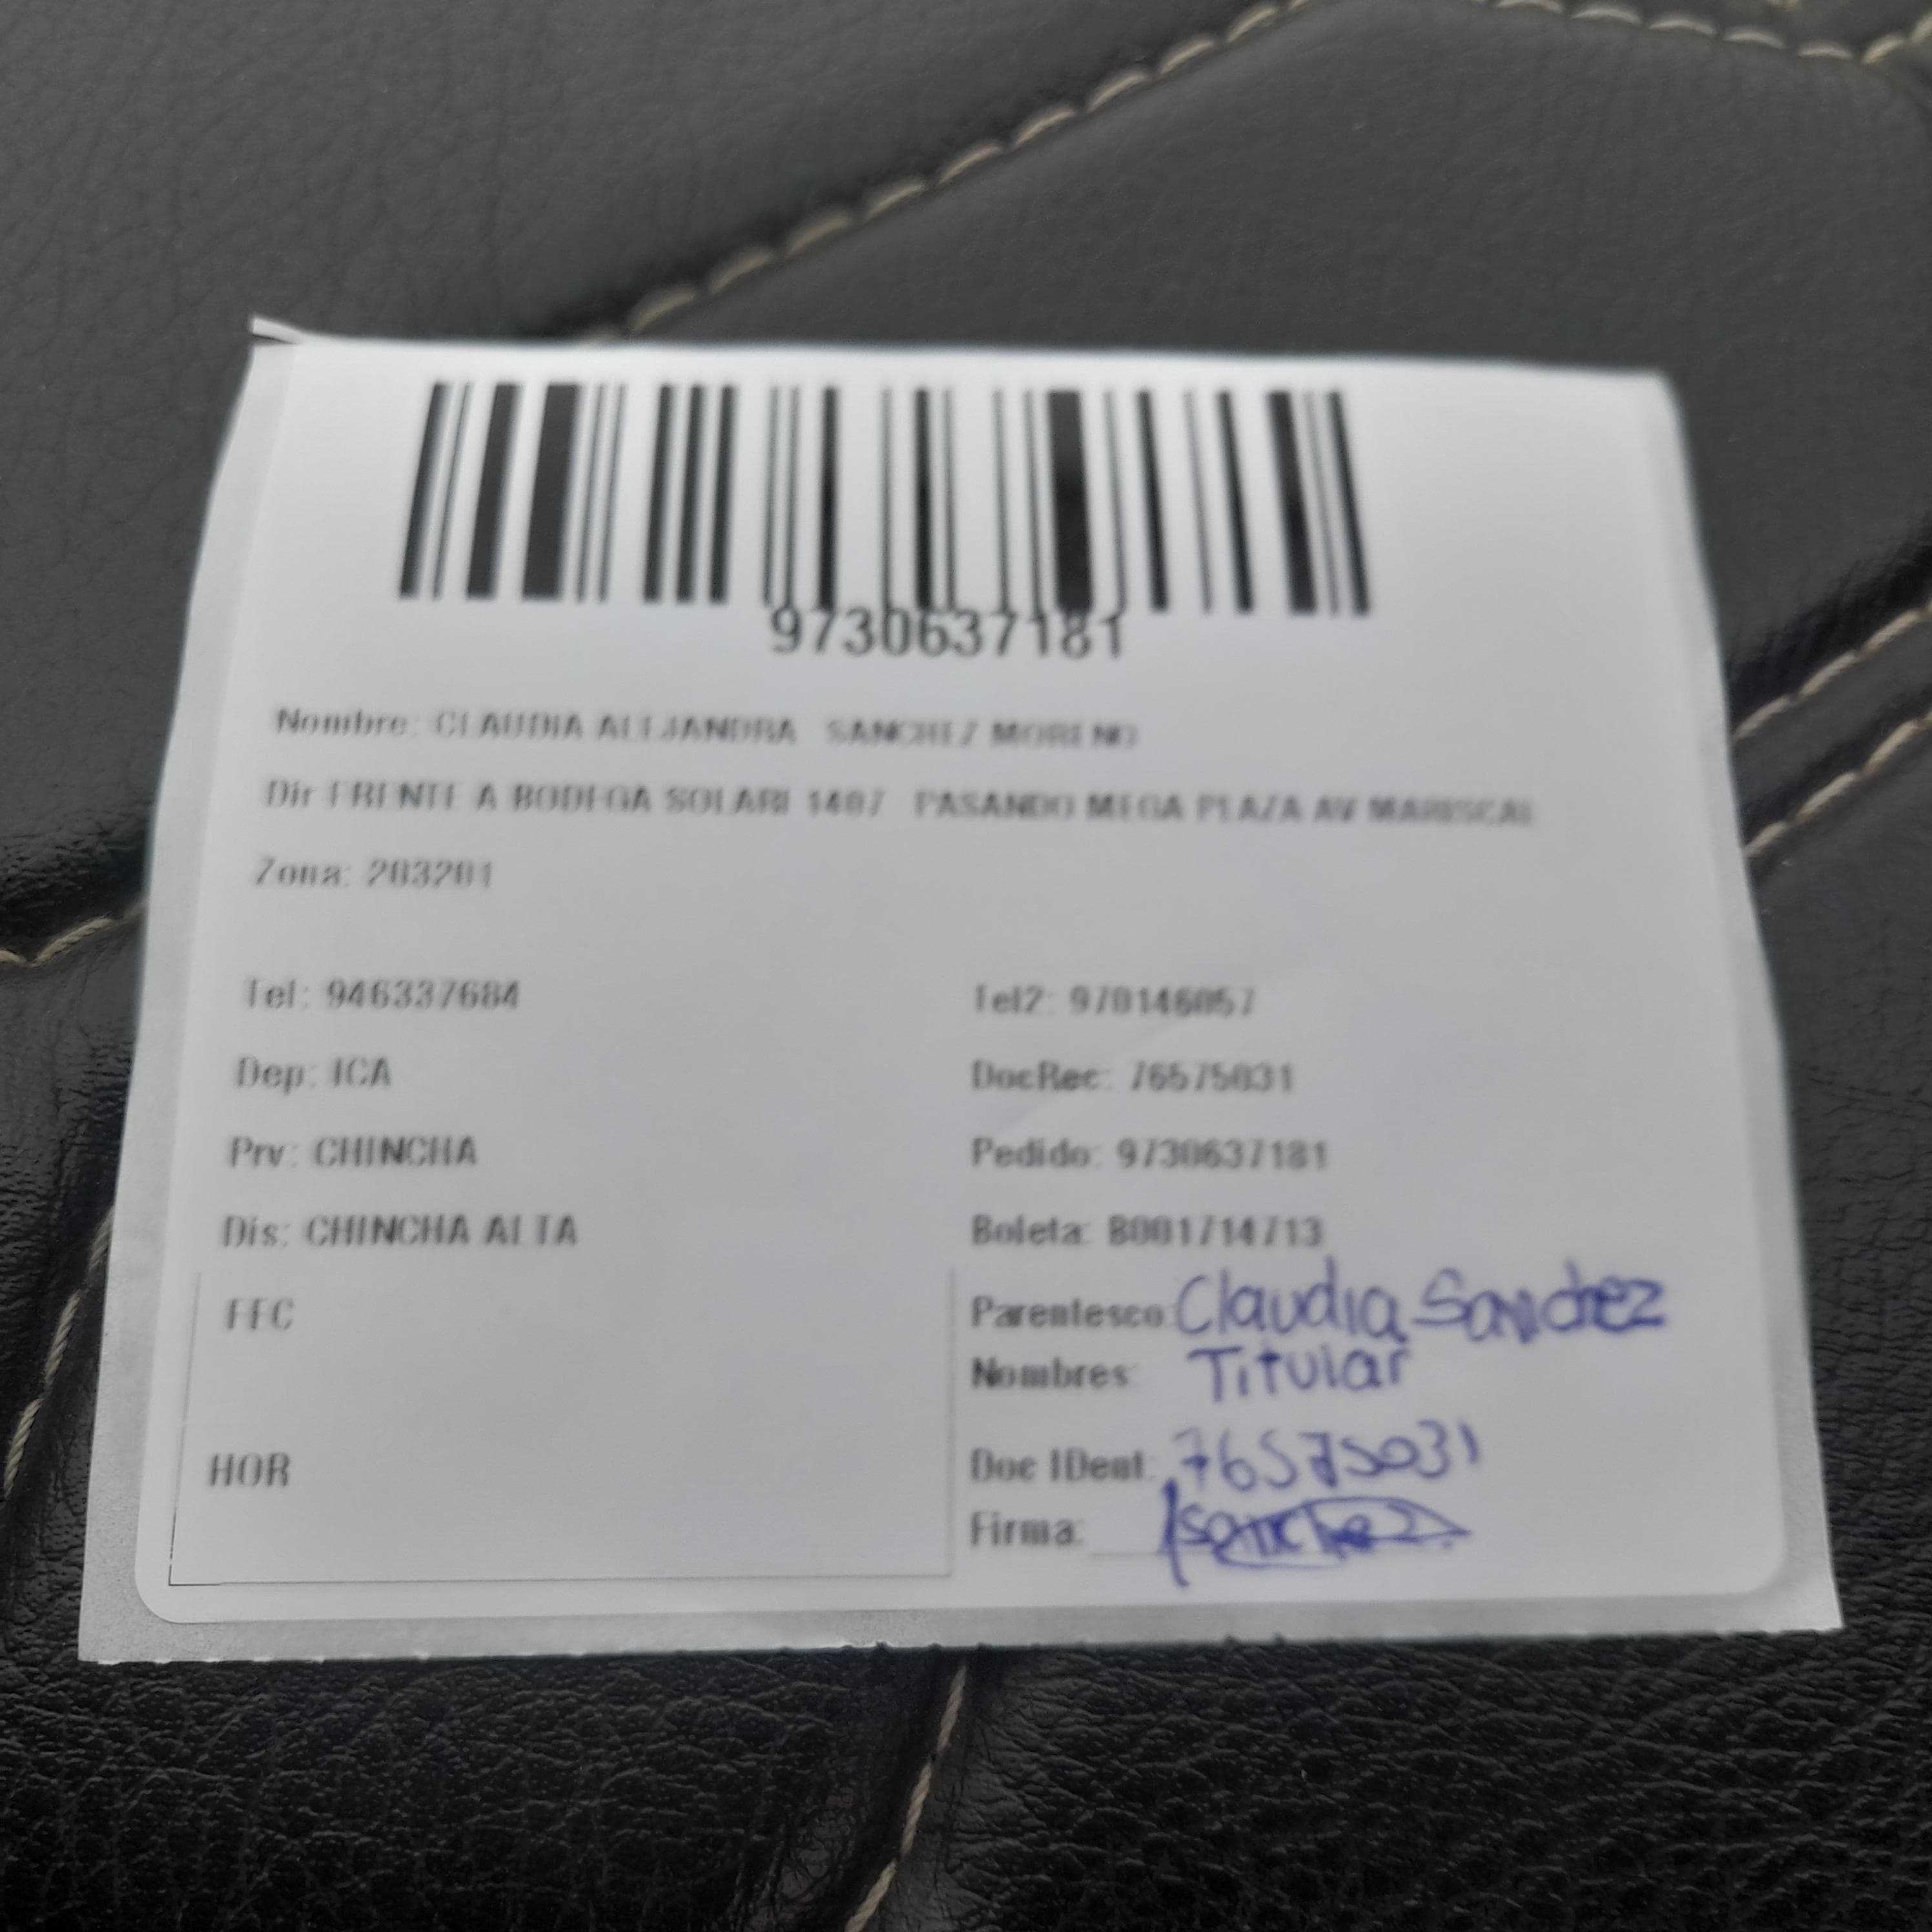 9730637181
Nombre: CLAUDIA ALEJANDRA SANCHEZ MORENO
Dir FRENTE A BODEGA SOLARI 1407 PASANDO MEGA PLAZA AV MARISCAL
Zona: 203201
Tel: 946337684 Tel2: 970146057
Dep: ICA DocRec: 76575031
Prv: CHINCHA Pedido: 9730637181
Dis: CHINCHA ALTA Boleta: B001714713
FEC Parentesco: Claudia Sanchez
Nombres: Titular
HOR Doc IDent: 76575031
Firma: Sanchez